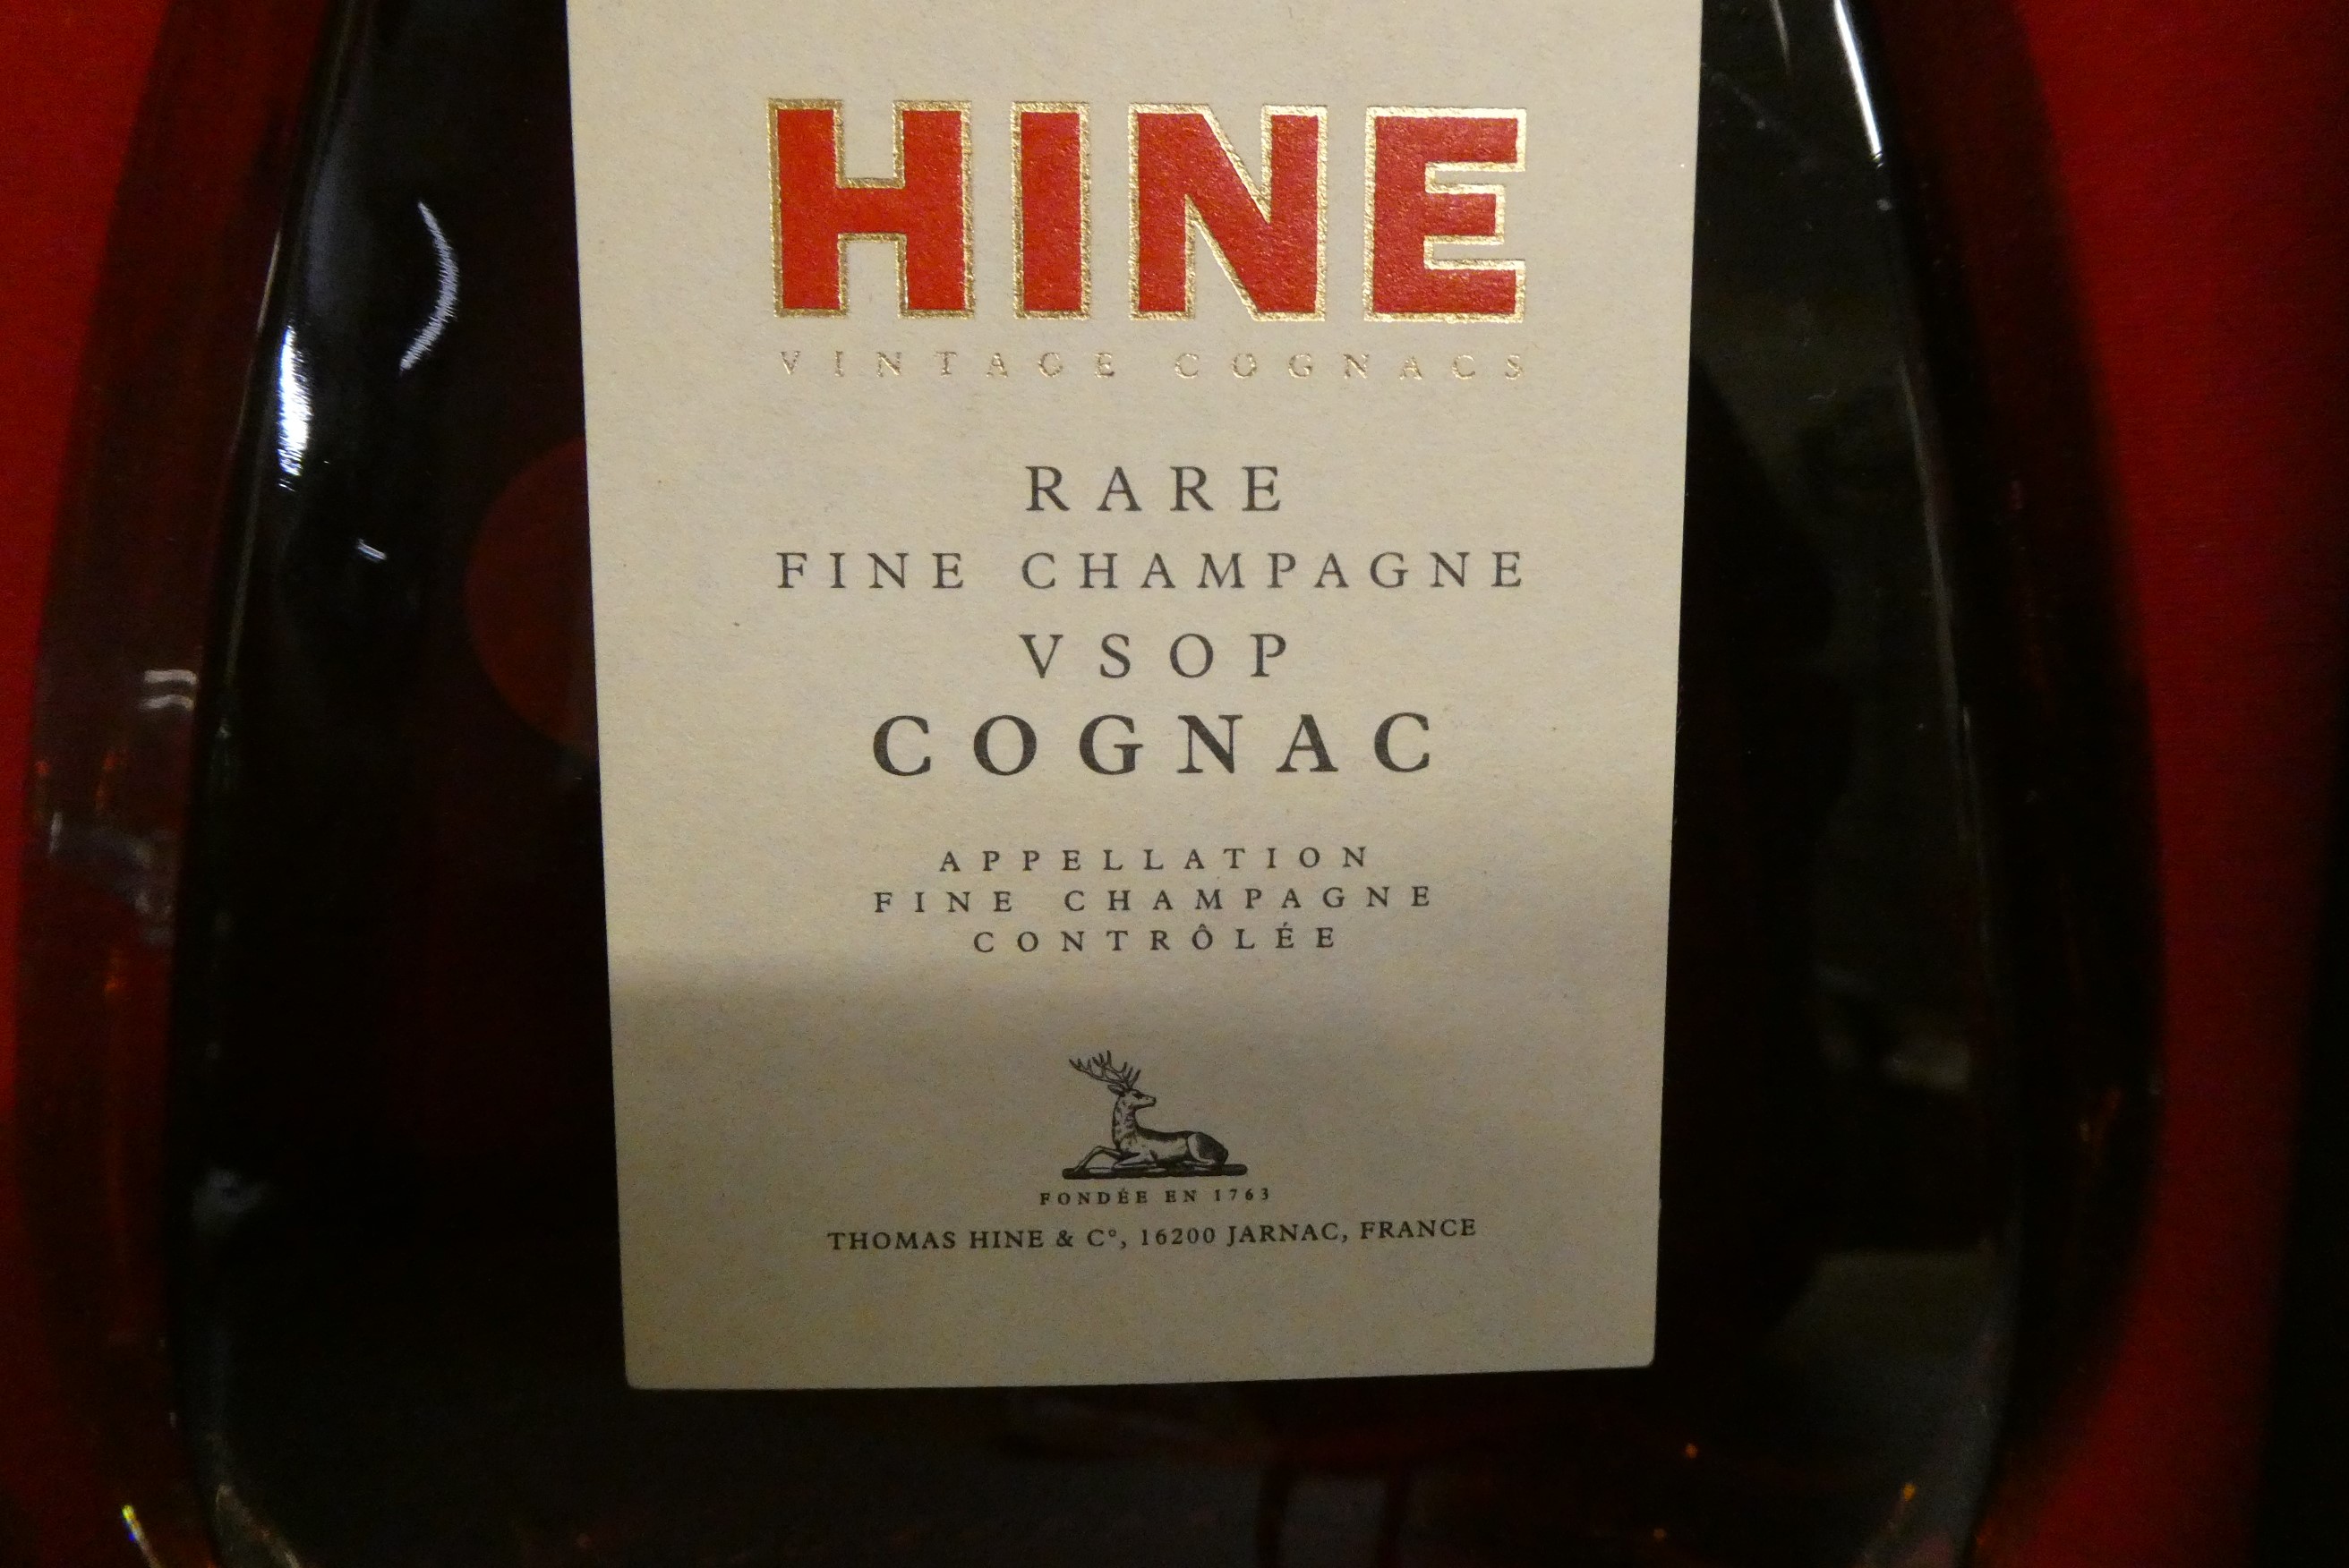 HINE
VINTAGE COGNACS
RARE
FINE CHAMPAGNE
VSOP
COGNAC
APPELLATION
FINE CHAMPAGNE
CONTRÔLÉE
FONDÉE EN 1763
THOMAS HINE & C°, 16200 JARNAC, FRANCE